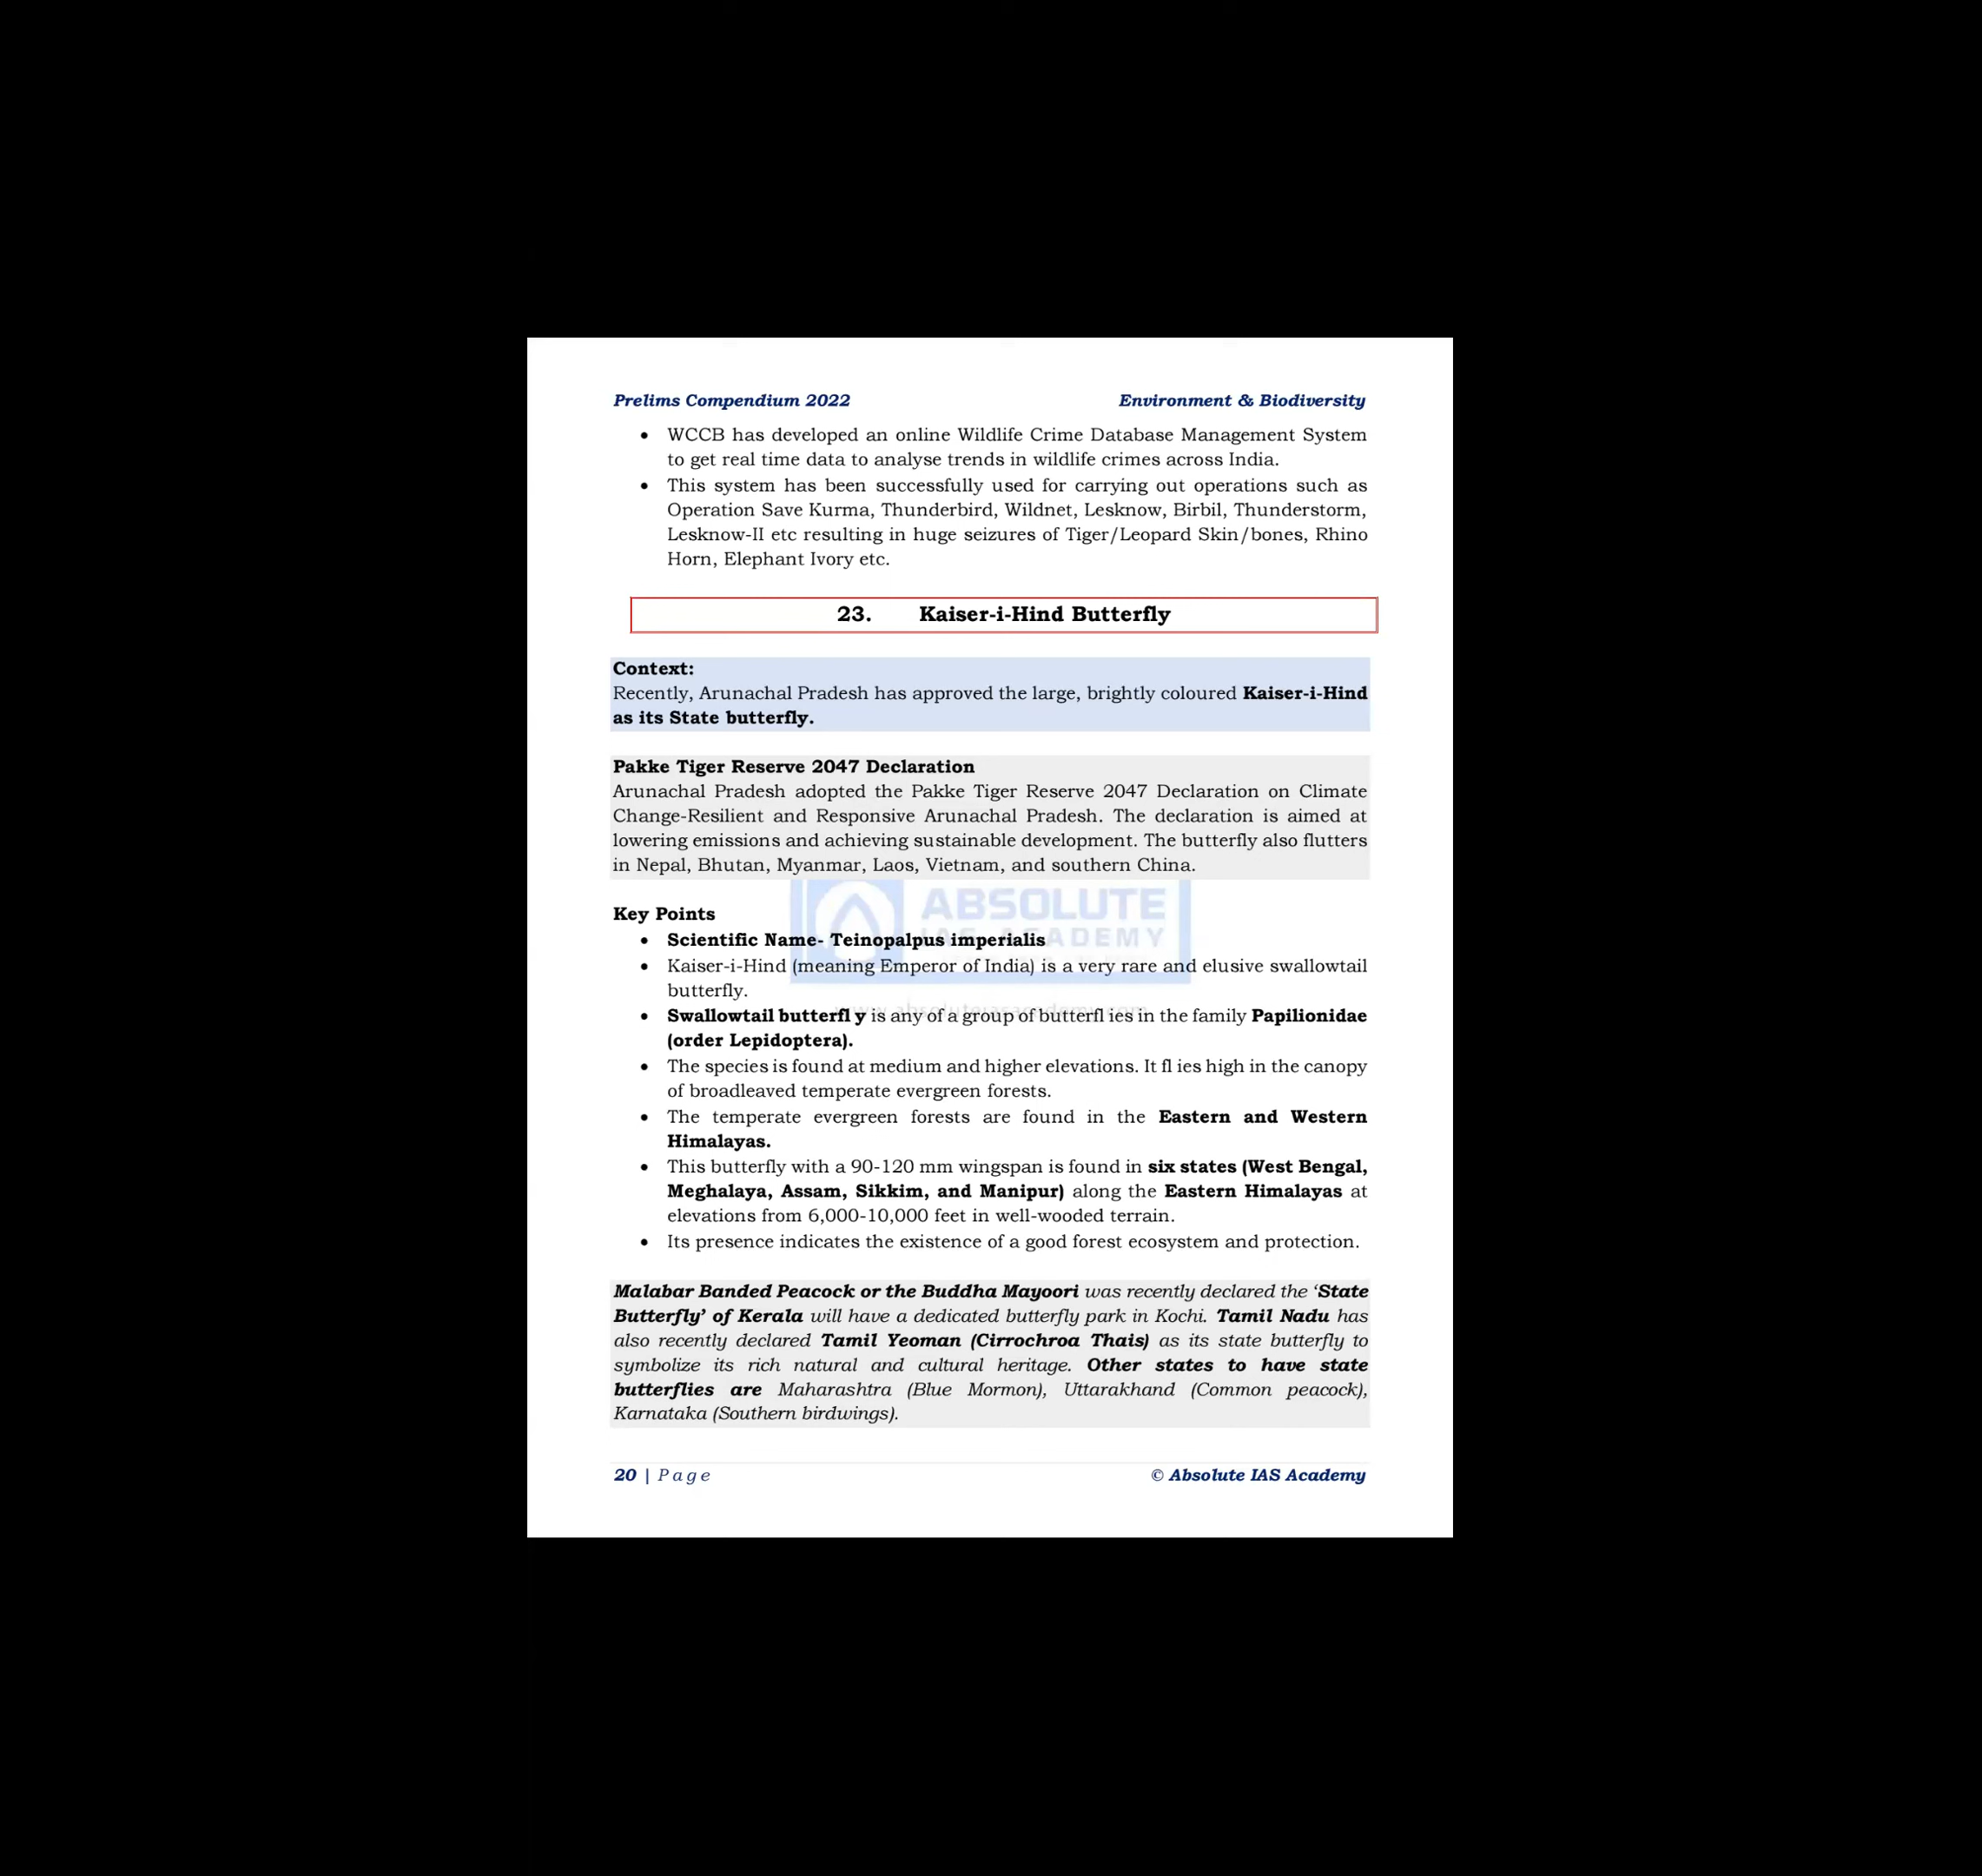 Prelims Compendium 2022 Environment & Biodiversity
• WCCB has developed an online Wildlife Crime Database Management System
to get real time data to analyse trends in wildlife crimes across India.
• This system has been successfully used for carrying out operations such as
Operation Save Kurma, Thunderbird, Wildnet, Lesknow, Birbil, Thunderstorm,
Lesknow-II etc resulting in huge seizures of Tiger/Leopard Skin/bones, Rhino
Horn, Elephant Ivory etc.
23. Kaiser-i-Hind Butterfly
Context:
Recently, Arunachal Pradesh has approved the large, brightly coloured Kaiser-i-Hind
as its State butterfly.
Pakke Tiger Reserve 2047 Declaration
Arunachal Pradesh adopted the Pakke Tiger Reserve 2047 Declaration on Climate
Change-Resilient and Responsive Arunachal Pradesh. The declaration is aimed at
lowering emissions and achieving sustainable development. The butterfly also flutters
in Nepal, Bhutan, Myanmar, Laos, Vietnam, and southern China.
ABSOLUTE
IAS ACADEMY
www.absoluteiasacademy.com
Key Points
• Scientific Name- Teinopalpus imperialis
• Kaiser-i-Hind (meaning Emperor of India) is a very rare and elusive swallowtail
butterfly.
• Swallowtail butterfl y is any of a group of butterfl ies in the family Papilionidae
(order Lepidoptera).
• The species is found at medium and higher elevations. It fl ies high in the canopy
of broadleaved temperate evergreen forests.
• The temperate evergreen forests are found in the Eastern and Western
Himalayas.
• This butterfly with a 90-120 mm wingspan is found in six states (West Bengal,
Meghalaya, Assam, Sikkim, and Manipur) along the Eastern Himalayas at
elevations from 6,000-10,000 feet in well-wooded terrain.
• Its presence indicates the existence of a good forest ecosystem and protection.
Malabar Banded Peacock or the Buddha Mayoori was recently declared the ‘State
Butterfly’ of Kerala will have a dedicated butterfly park in Kochi. Tamil Nadu has
also recently declared Tamil Yeoman (Cirrochroa Thais) as its state butterfly to
symbolize its rich natural and cultural heritage. Other states to have state
butterflies are Maharashtra (Blue Mormon), Uttarakhand (Common peacock),
Karnataka (Southern birdwings).
20 | Page © Absolute IAS Academy